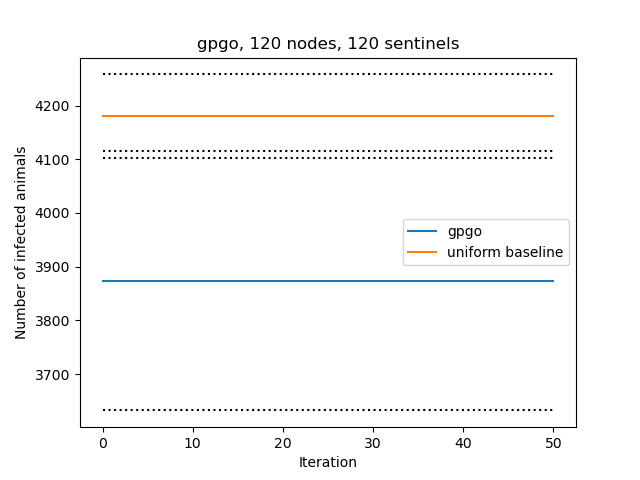 gpgo, 120 nodes, 120 sentinels
Number of infected animals
4200
4100
4000
3900
3800
3700
gpgo
uniform baseline
0 10 20 30 40 50
Iteration